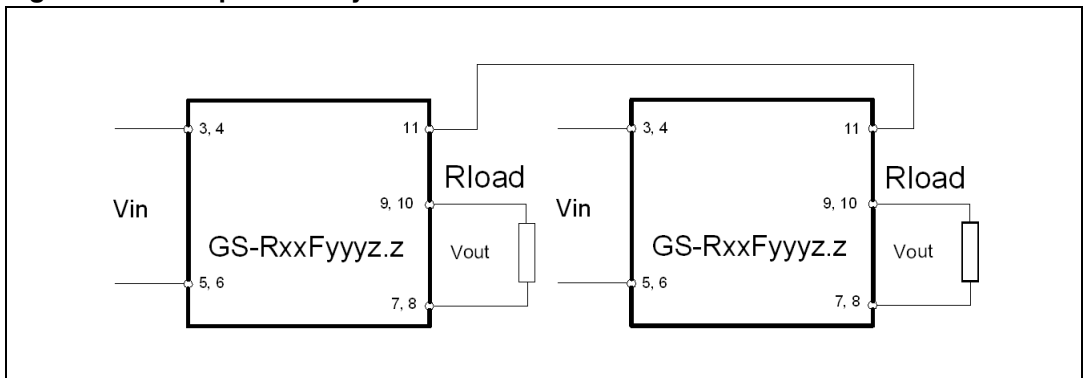 3, 4
11
Rload
9, 10
Vin
GS-RxxFyyyz.z
Vout
5, 6
7, 8
3, 4
11
Rload
9, 10
Vin
GS-RxxFyyyz.z
Vout
5, 6
7, 8